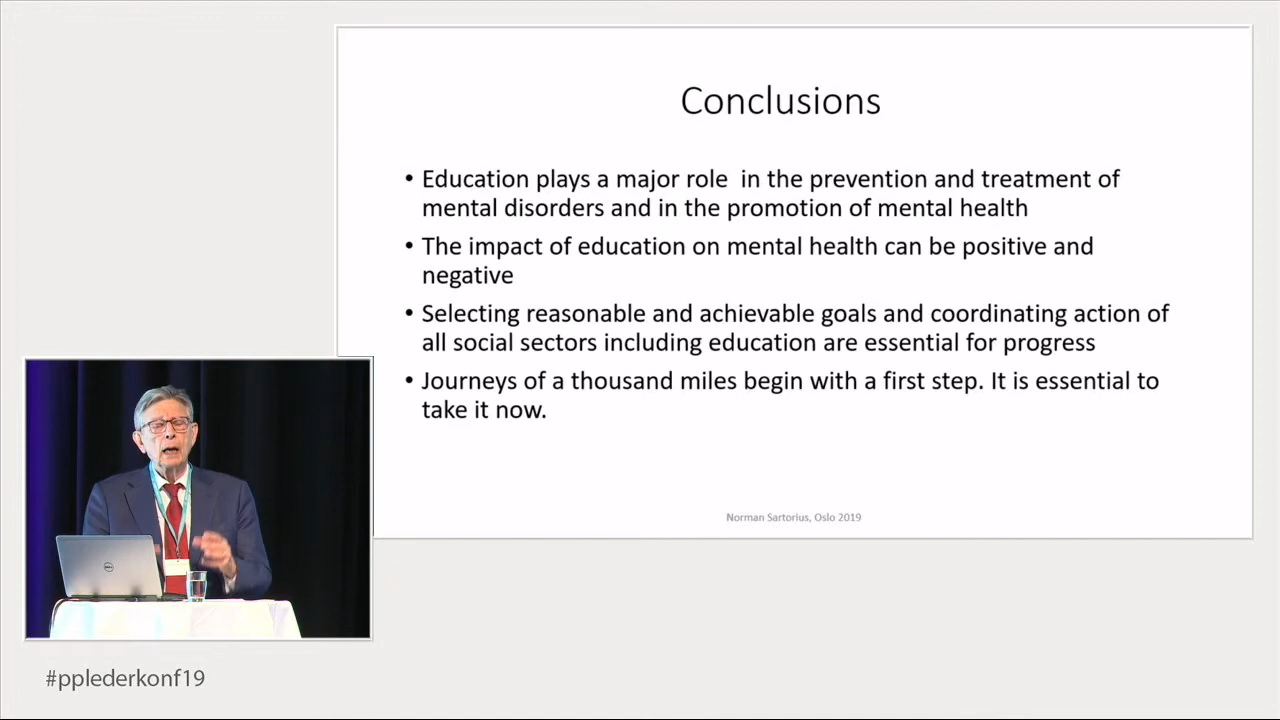 Conclusions
• Education plays a major role  in the prevention and treatment of
mental disorders and in the promotion of mental health
• The impact of education on mental health can be positive and
negative
• Selecting reasonable and achievable goals and coordinating action of
all social sectors including education are essential for progress
• Journeys of a thousand miles begin with a first step. It is essential to
take it now.
Norman Sartorius, Oslo 2019
#pplederkonf19